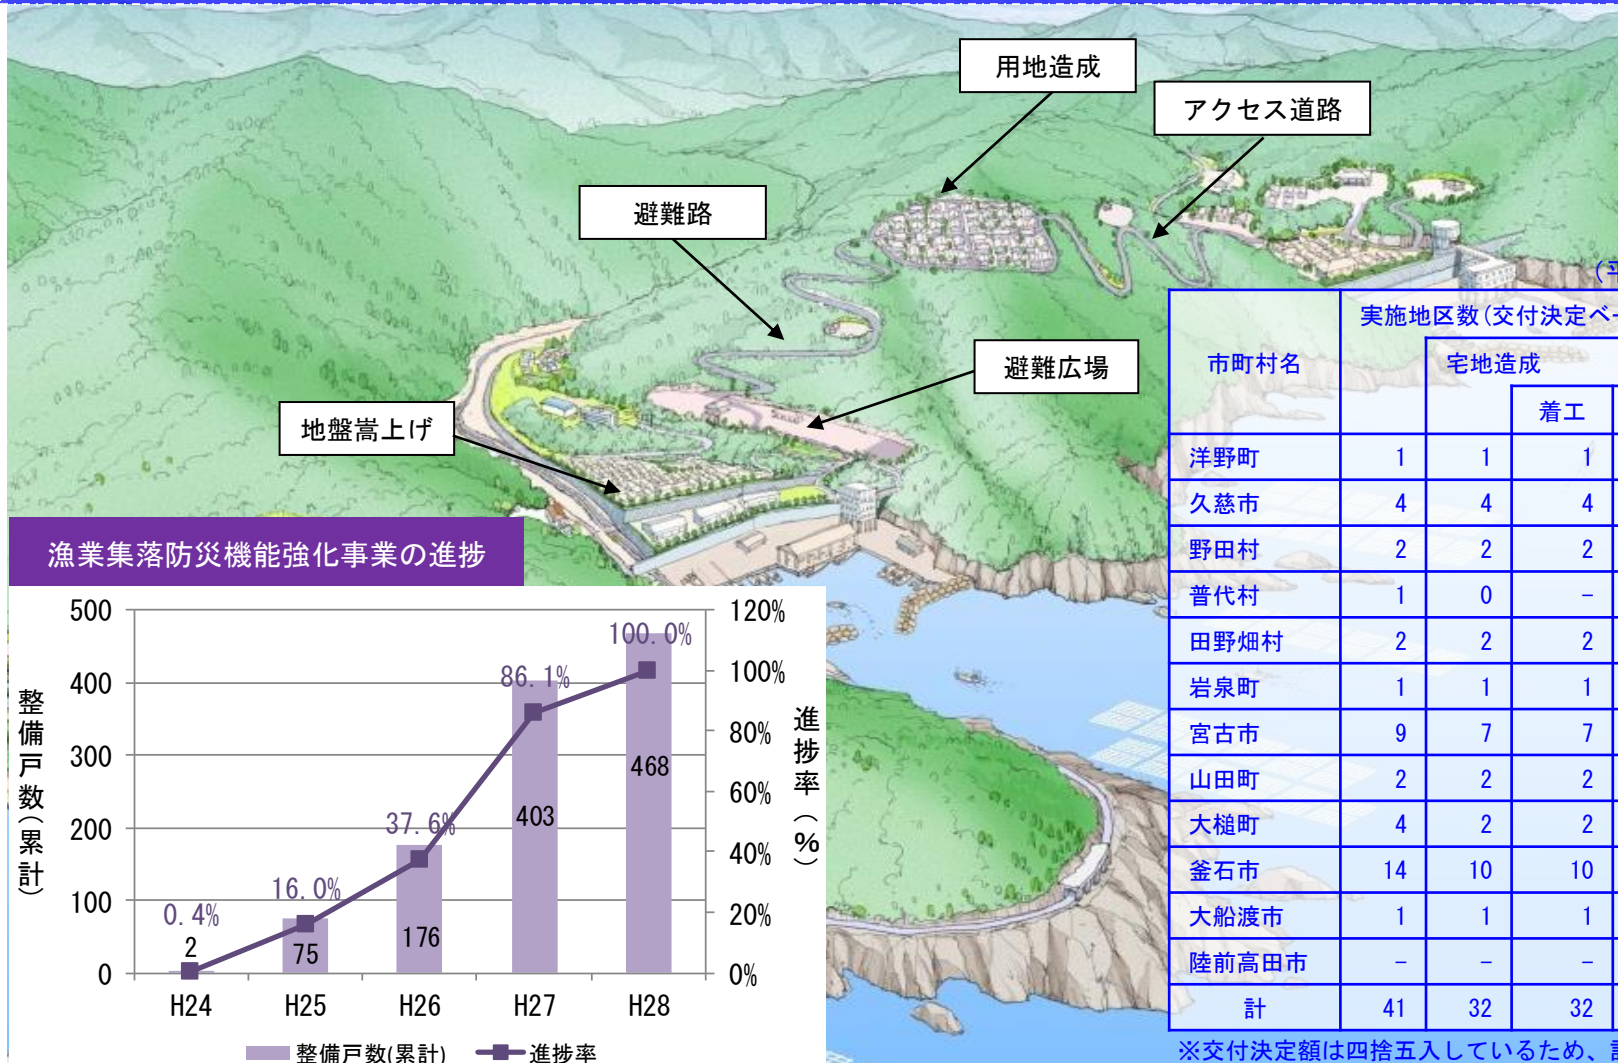 用地造成
アクセス道路
避難路
避難広場
地盤嵩上げ
漁業集落防災機能強化事業の進捗
整備戸数(累計)
500
400
300
200
100
0
120%
100%
80%
60%
40%
20%
0%
進捗率(%)
0.4%
16.0%
37.6%
86.1%
100.0%
2
75
176
403
468
H24 H25 H26 H27 H28
整備戸数(累計) 進捗率
(平
市町村名 実施地区数(交付決定ベー
宅地造成
着工
洋野町 1 1 1
久慈市 4 4 4
野田村 2 2 2
普代村 1 0 -
田野畑村 2 2 2
岩泉町 1 1 1
宮古市 9 7 7
山田町 2 2 2
大槌町 4 2 2
釜石市 14 10 10
大船渡市 1 1 1
陸前高田市 - - -
計 41 32 32
※交付決定額は四捨五入しているため、